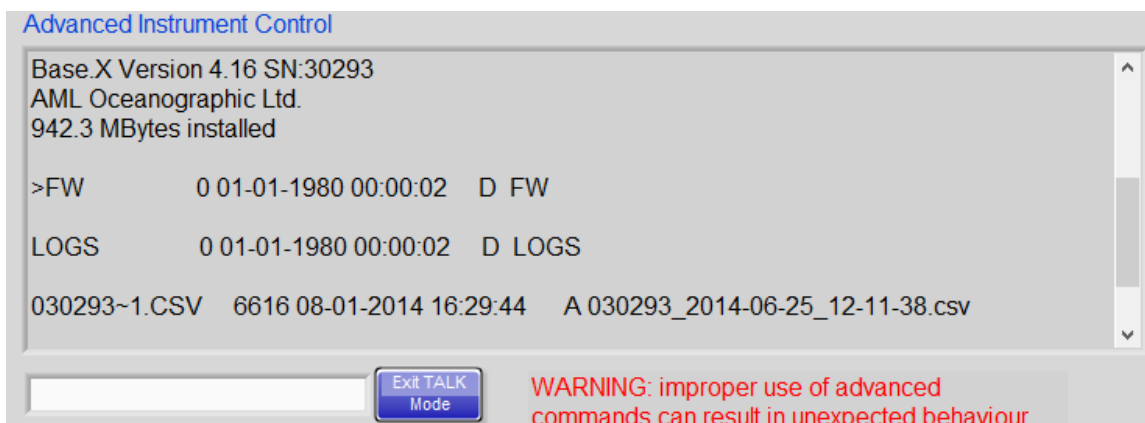 Advanced Instrument Control
Base.X Version 4.16 SN:30293
AML Oceanographic Ltd.
942.3 MBytes installed
>FW 0 01-01-1980 00:00:02 D FW
LOGS 0 01-01-1980 00:00:02 D LOGS
030293~1.CSV 6616 08-01-2014 16:29:44 A 030293_2014-06-25_12-11-38.csv
Exit TALK
Mode
WARNING: improper use of advanced
commands can result in unexpected behaviour